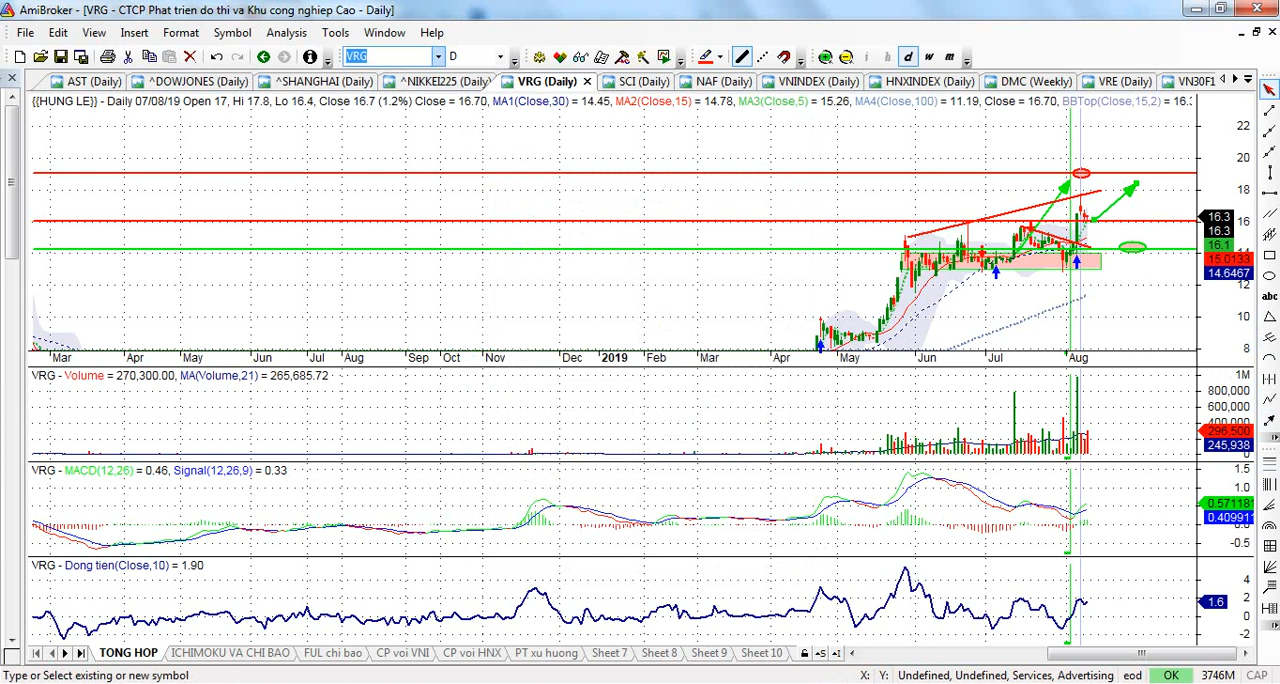 AmiBroker - [VRG - CTCP Phat trien do thi va Khu cong nghiep Cao - Daily]
File Edit View Insert Format Symbol Analysis Tools Window Help
VRG D i h d w m
AST (Daily) ^DOWJONES (Daily) ^SHANGHAI (Daily) ^NIKKEI225 (Daily) VRG (Daily) SCI (Daily) NAF (Daily) VNINDEX (Daily) HNXINDEX (Daily) DMC (Weekly) VRE (Daily) VN30F1
{{HUNG LE}} - Daily 07/08/19 Open 17, Hi 17.8, Lo 16.4, Close 16.7 (1.2%) Close = 16.70, MA1(Close,30) = 14.45, MA2(Close,15) = 14.78, MA3(Close,5) = 15.26, MA4(Close,100) = 11.19, Close = 16.70, BBTop(Close,15,2) = 16.
22
20
18
16.3
16
16.3
16.1
14
15.0133
14.6467
12
10
8
Mar Apr May Jun Jul Aug Sep Oct Nov Dec 2019 Feb Mar Apr May Jun Jul Aug
VRG - Volume = 270,300.00, MA(Volume,21) = 265,685.72
1M
800,000
600,000
400,000
296,500
245,938
0
VRG - MACD(12,26) = 0.46, Signal(12,26,9) = 0.33
1.5
1.0
0.571181
0.409911
0.0
-0.5
VRG - Dong tien(Close,10) = 1.90
4
2
1.6
0
-2
TONG HOP ICHIMOKU VA CHI BAO FUL chi bao CP voi VNI CP voi HNX PT xu huong Sheet 7 Sheet 8 Sheet 9 Sheet 10
Type or Select existing or new symbol X: Y: Undefined, Undefined, Services, Advertising eod OK 3746M CAP
abc